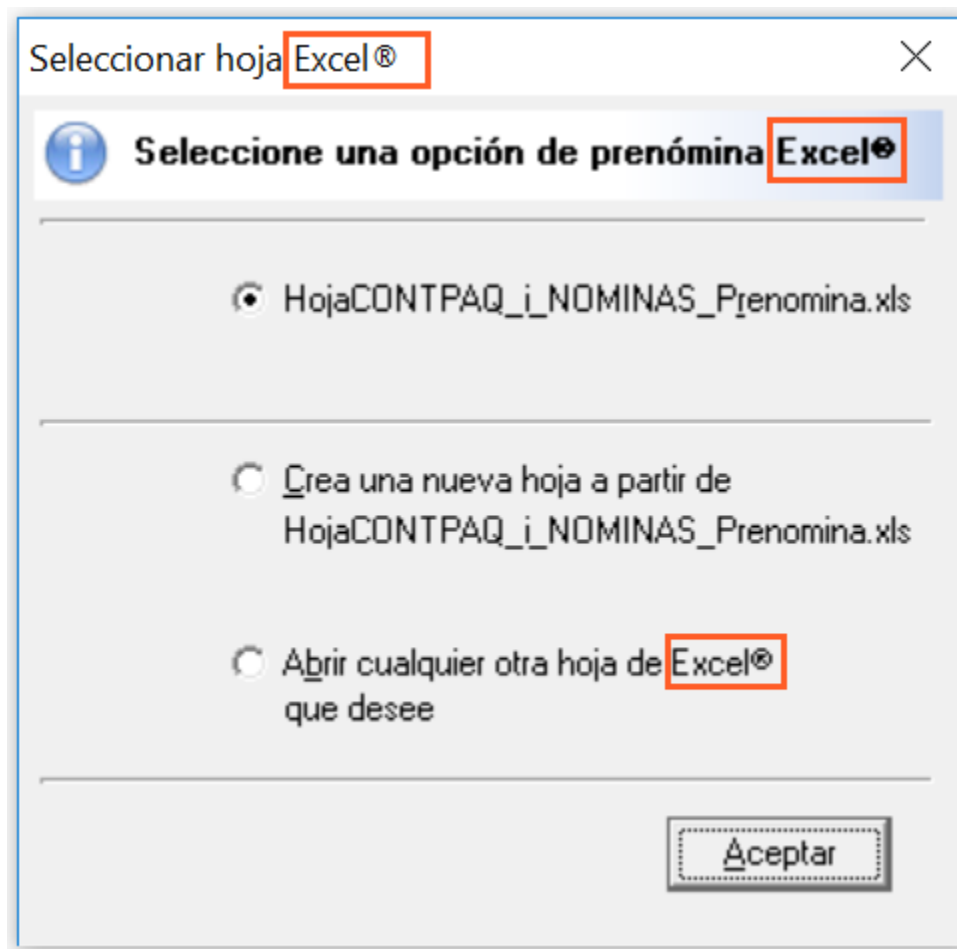 Seleccionar hoja Excel®
Seleccione una opción de prenómina Excel®
HojaCONTPAQ_i_NOMINAS_Prenomina.xls
Crea una nueva hoja a partir de
HojaCONTPAQ_i_NOMINAS_Prenomina.xls
Abrir cualquier otra hoja de Excel®
que desee
Aceptar